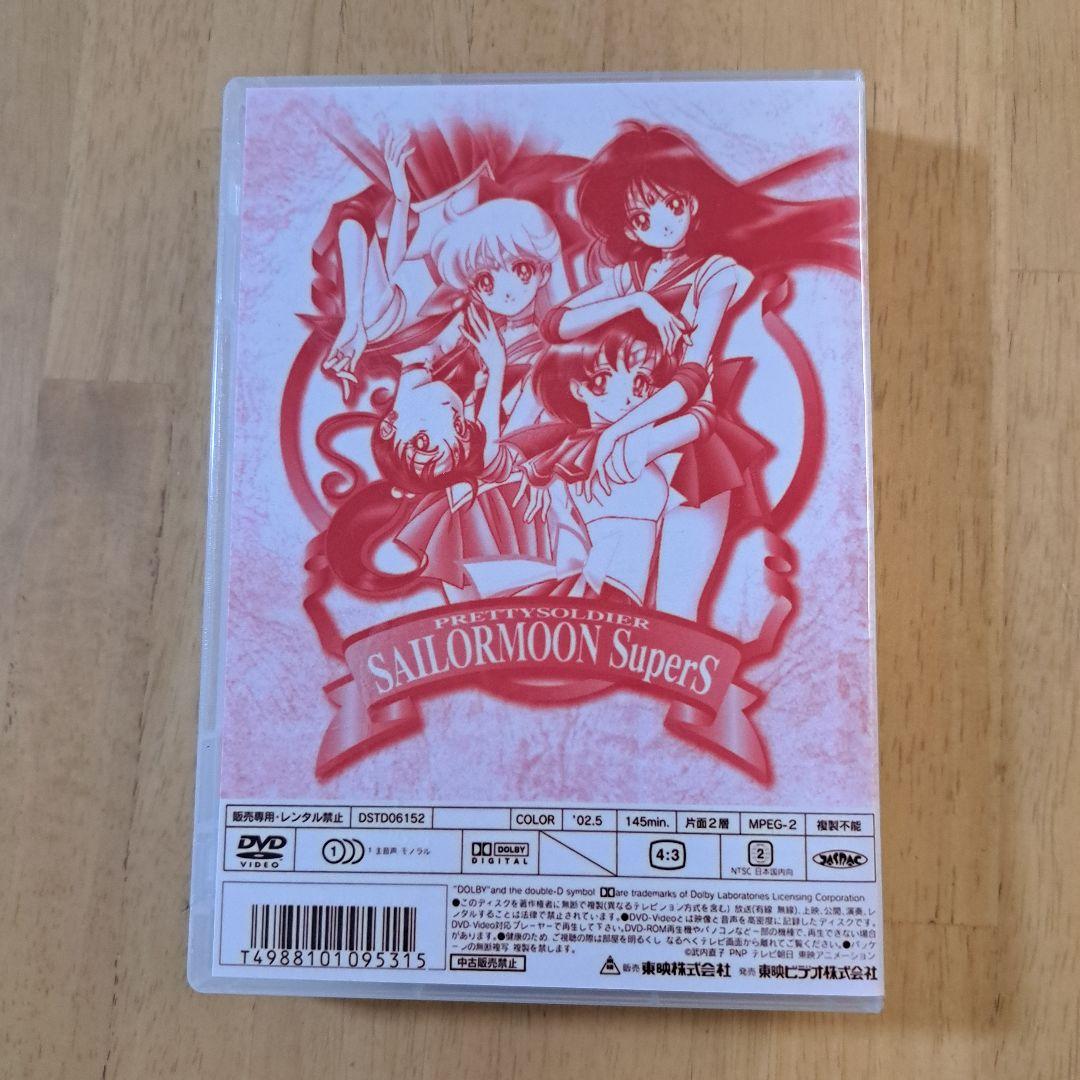 PRETTYSOLDIER
SAILORMOON SuperS
販売専用・レンタル禁止 DSTD06152 COLOR '02.5 145min. 片面2層 MPEG-2 複製不能
DVD VIDEO 1 1 主音声 モノラル DOLBY DIGITAL 4:3 2 NTSC 日本国内向 JASRAC
"DOLBY"and the double-D symbol are trademarks of Dolby Laboratories Licensing Corporation
●このディスクを著作権者に無断で複製(異なるテレビジョン方式を含む) 放送(有線 無線)、上映、公開、演奏、レ
ンタルすることは法律で禁止されています。●DVD-Videoとは映像と音声を高密度に記録したディスクです。
DVD-Video対応プレーヤーで再生して下さい。DVD-ROM再生機やパソコンなど一部の機種で、再生できない場合
があります。●健康のため、ご視聴の際は部屋を明るくし なるべくテレビ画面から離れてご覧ください。●パッケ
ージの無断複写 複製を禁します。 ©武内直子 PNP テレビ朝日 東映アニメーション
T4988101095315
中古販売禁止 販売 東映株式会社 発売 東映ビデオ株式会社